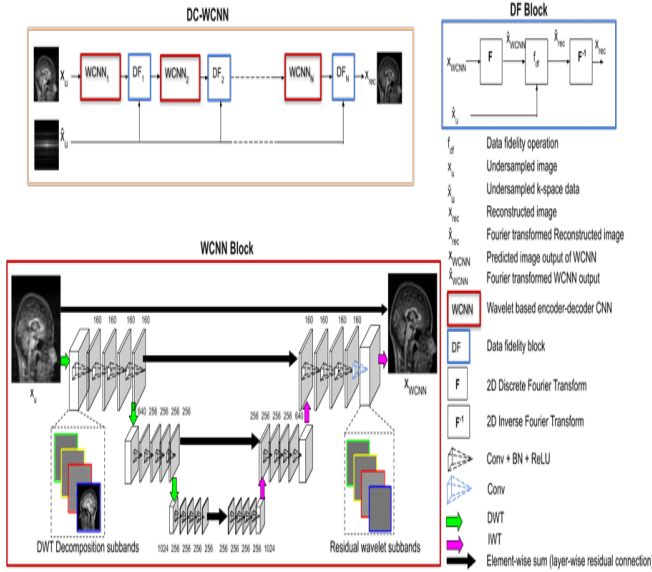 DC-WCNN
x_u
WCNN_1
DF_1
WCNN_2
DF_2
WCNN_N
DF_N
x_rec
x̂_u
DF Block
x_WCNN
F
x̂_WCNN
f_df
x̂_rec
F⁻¹
x_rec
x̂_u
f_df Data fidelity operation
x_u Undersampled image
x̂_u Undersampled k-space data
x_rec Reconstructed image
x̂_rec Fourier transformed Reconstructed image
x_WCNN Predicted image output of WCNN
x̂_WCNN Fourier transformed WCNN output
WCNN Wavelet based encoder-decoder CNN
DF Data fidelity block
F 2D Discrete Fourier Transform
F⁻¹ 2D Inverse Fourier Transform
Conv + BN + ReLU
Conv
DWT
IWT
Element-wise sum (layer-wise residual connection)
WCNN Block
160 160 160 160
160 160 160 160
x_u
x_WCNN
640 256 256 256 256
256 256 256 256 640
1024 256 256 256 256
256 256 256 256 1024
DWT Decomposition subbands
Residual wavelet subbands